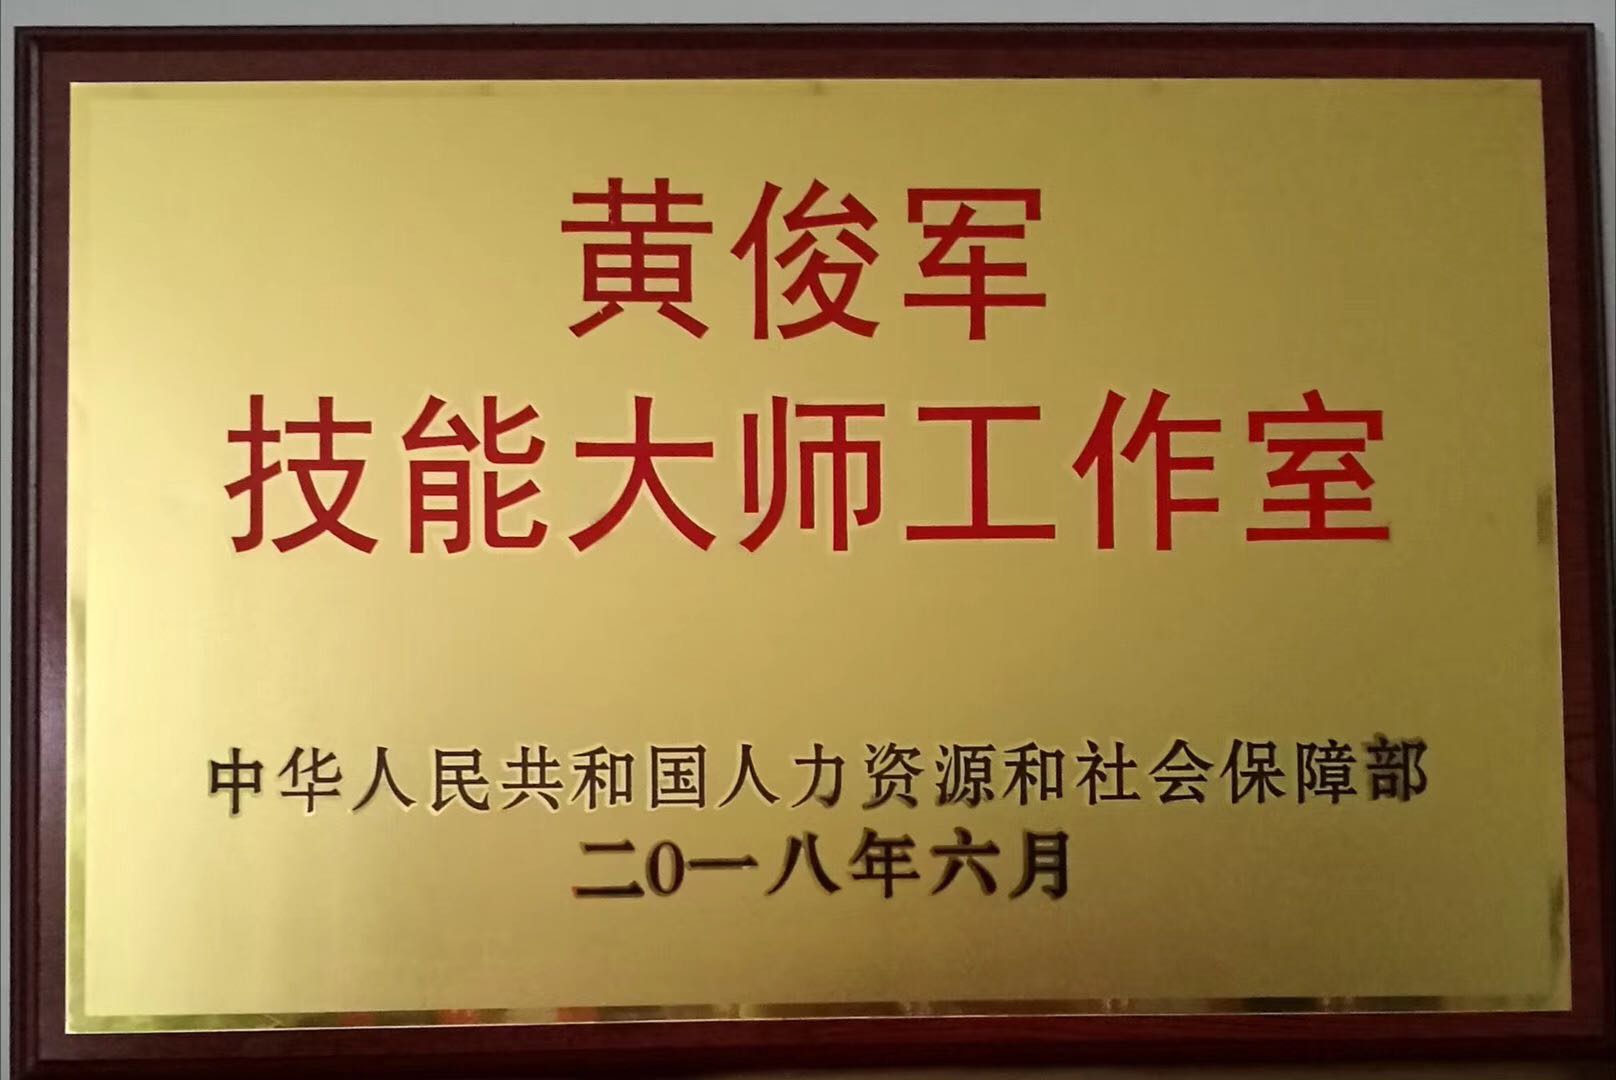 黄俊军
技能大师工作室
中华人民共和国人力资源和社会保障部
二0一八年六月